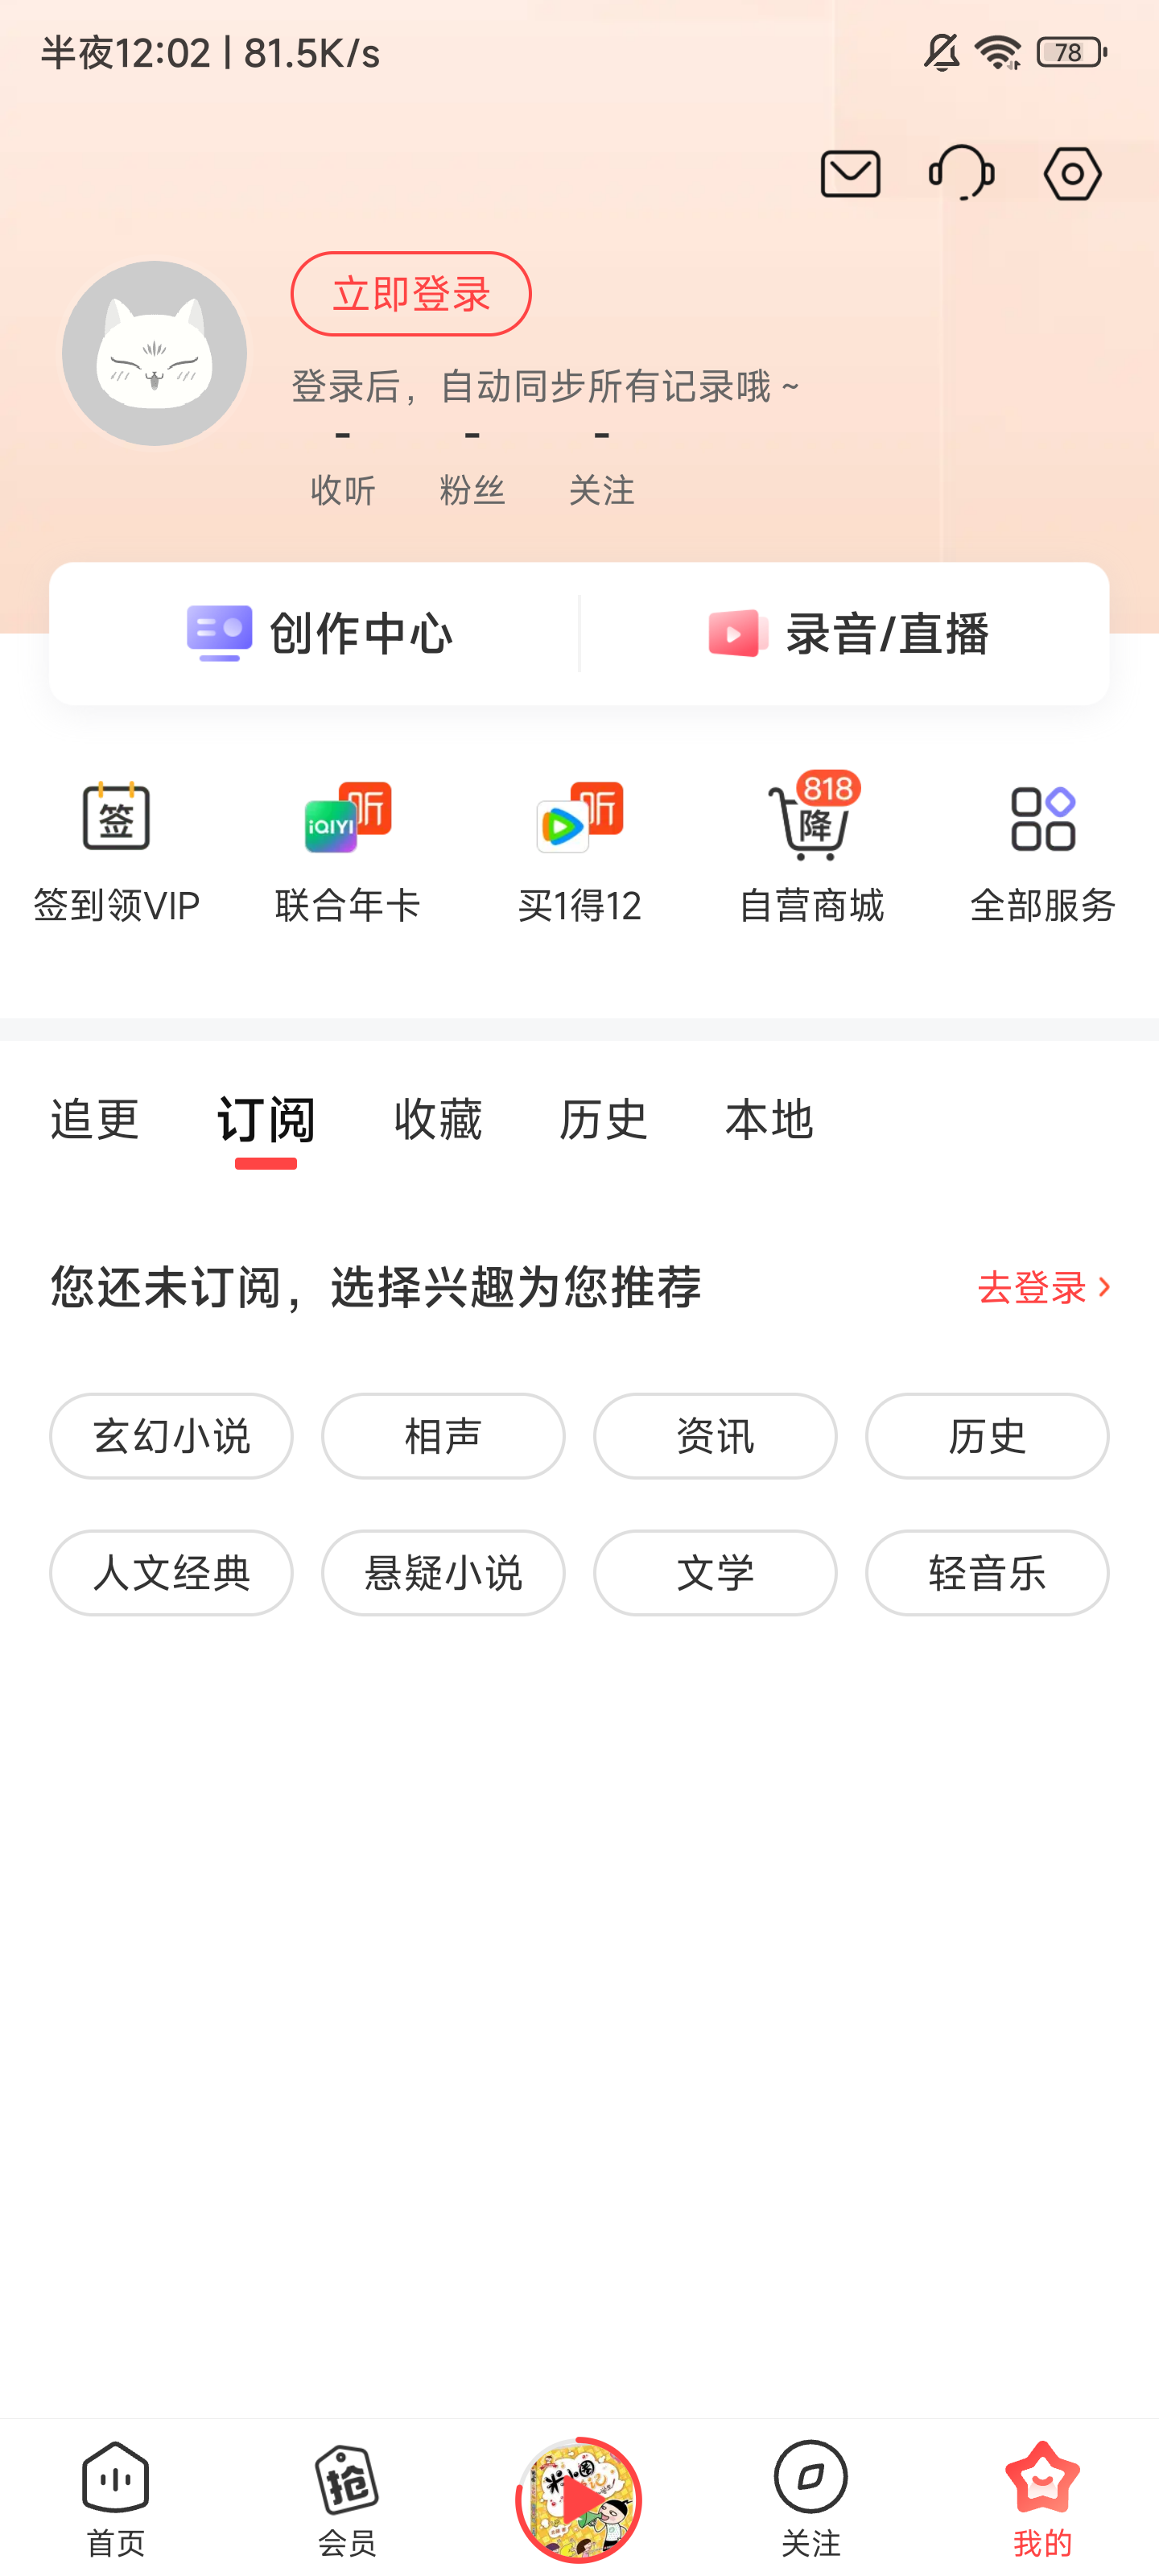 半夜12:02 | 81.5K/s
78
立即登录
登录后，自动同步所有记录哦 ~
- - -
收听 粉丝 关注
创作中心 录音/直播
签 iQIYI 听 听 818 降
签到领VIP 联合年卡 买1得12 自营商城 全部服务
追更 订阅 收藏 历史 本地
您还未订阅，选择兴趣为您推荐 去登录 ›
玄幻小说 相声 资讯 历史
人文经典 悬疑小说 文学 轻音乐
抢 米小圈
首页 会员 关注 我的